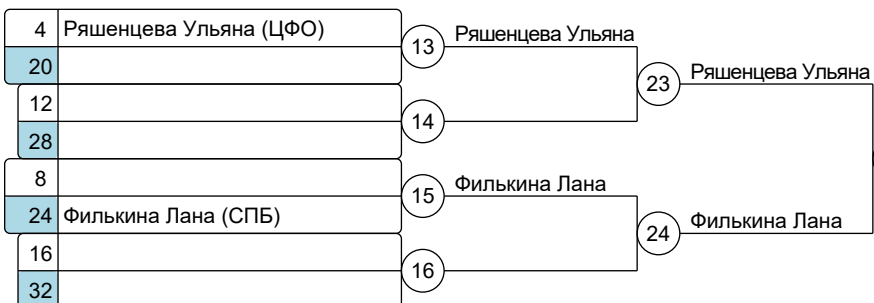 4 Ряшенцева Ульяна (ЦФО)
13 Ряшенцева Ульяна
20
23 Ряшенцева Ульяна
12
14
28
8
15 Филькина Лана
24 Филькина Лана (СПБ)
24 Филькина Лана
16
16
32